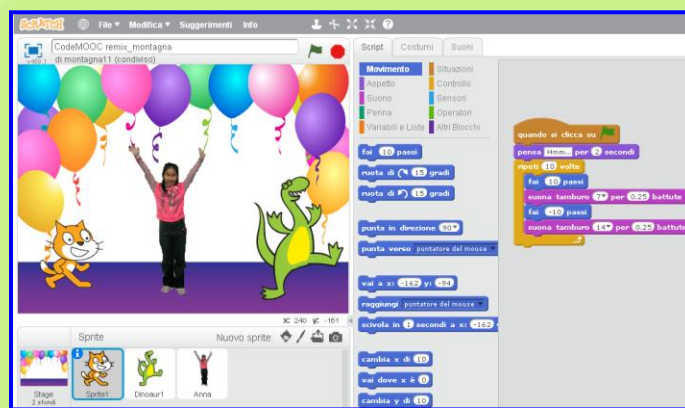 SCRATCH File Modifica Suggerimenti Info
CodeMOOC remix_montagna
di montagna11 (condiviso)
Script Costumi Suoni
Movimento Situazioni
Aspetto Controllo
Suono Sensori
Penna Operatori
Variabili e Liste Altri Blocchi
fai 10 passi
ruota di 15 gradi
ruota di 15 gradi
punta in direzione 90
punta verso puntatore del mouse
vai a x: -162 y: -94
raggiungi puntatore del mouse
scivola in 1 secondi a x: -162
cambia x di 10
vai dove x è 0
cambia y di 10
quando si clicca su
pensa Hmm... per 2 secondi
ripeti 10 volte
fai 10 passi
suona tamburo 7 per 0.25 battute
fai -10 passi
suona tamburo 14 per 0.25 battute
x: 240 y: -161
Sprite Nuovo sprite:
Stage
2 sfondi
Sprite1
Dinosaur1
Anna